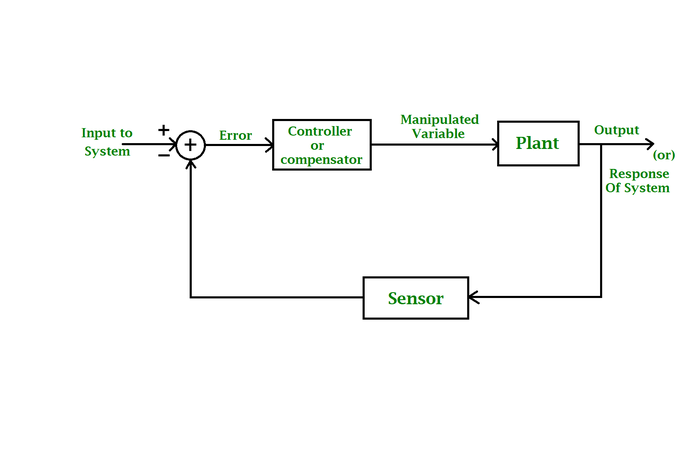 Input to
System
+
−
+
Error
Controller
or
compensator
Manipulated
Variable
Plant
Output
(or)
Response
Of System
Sensor